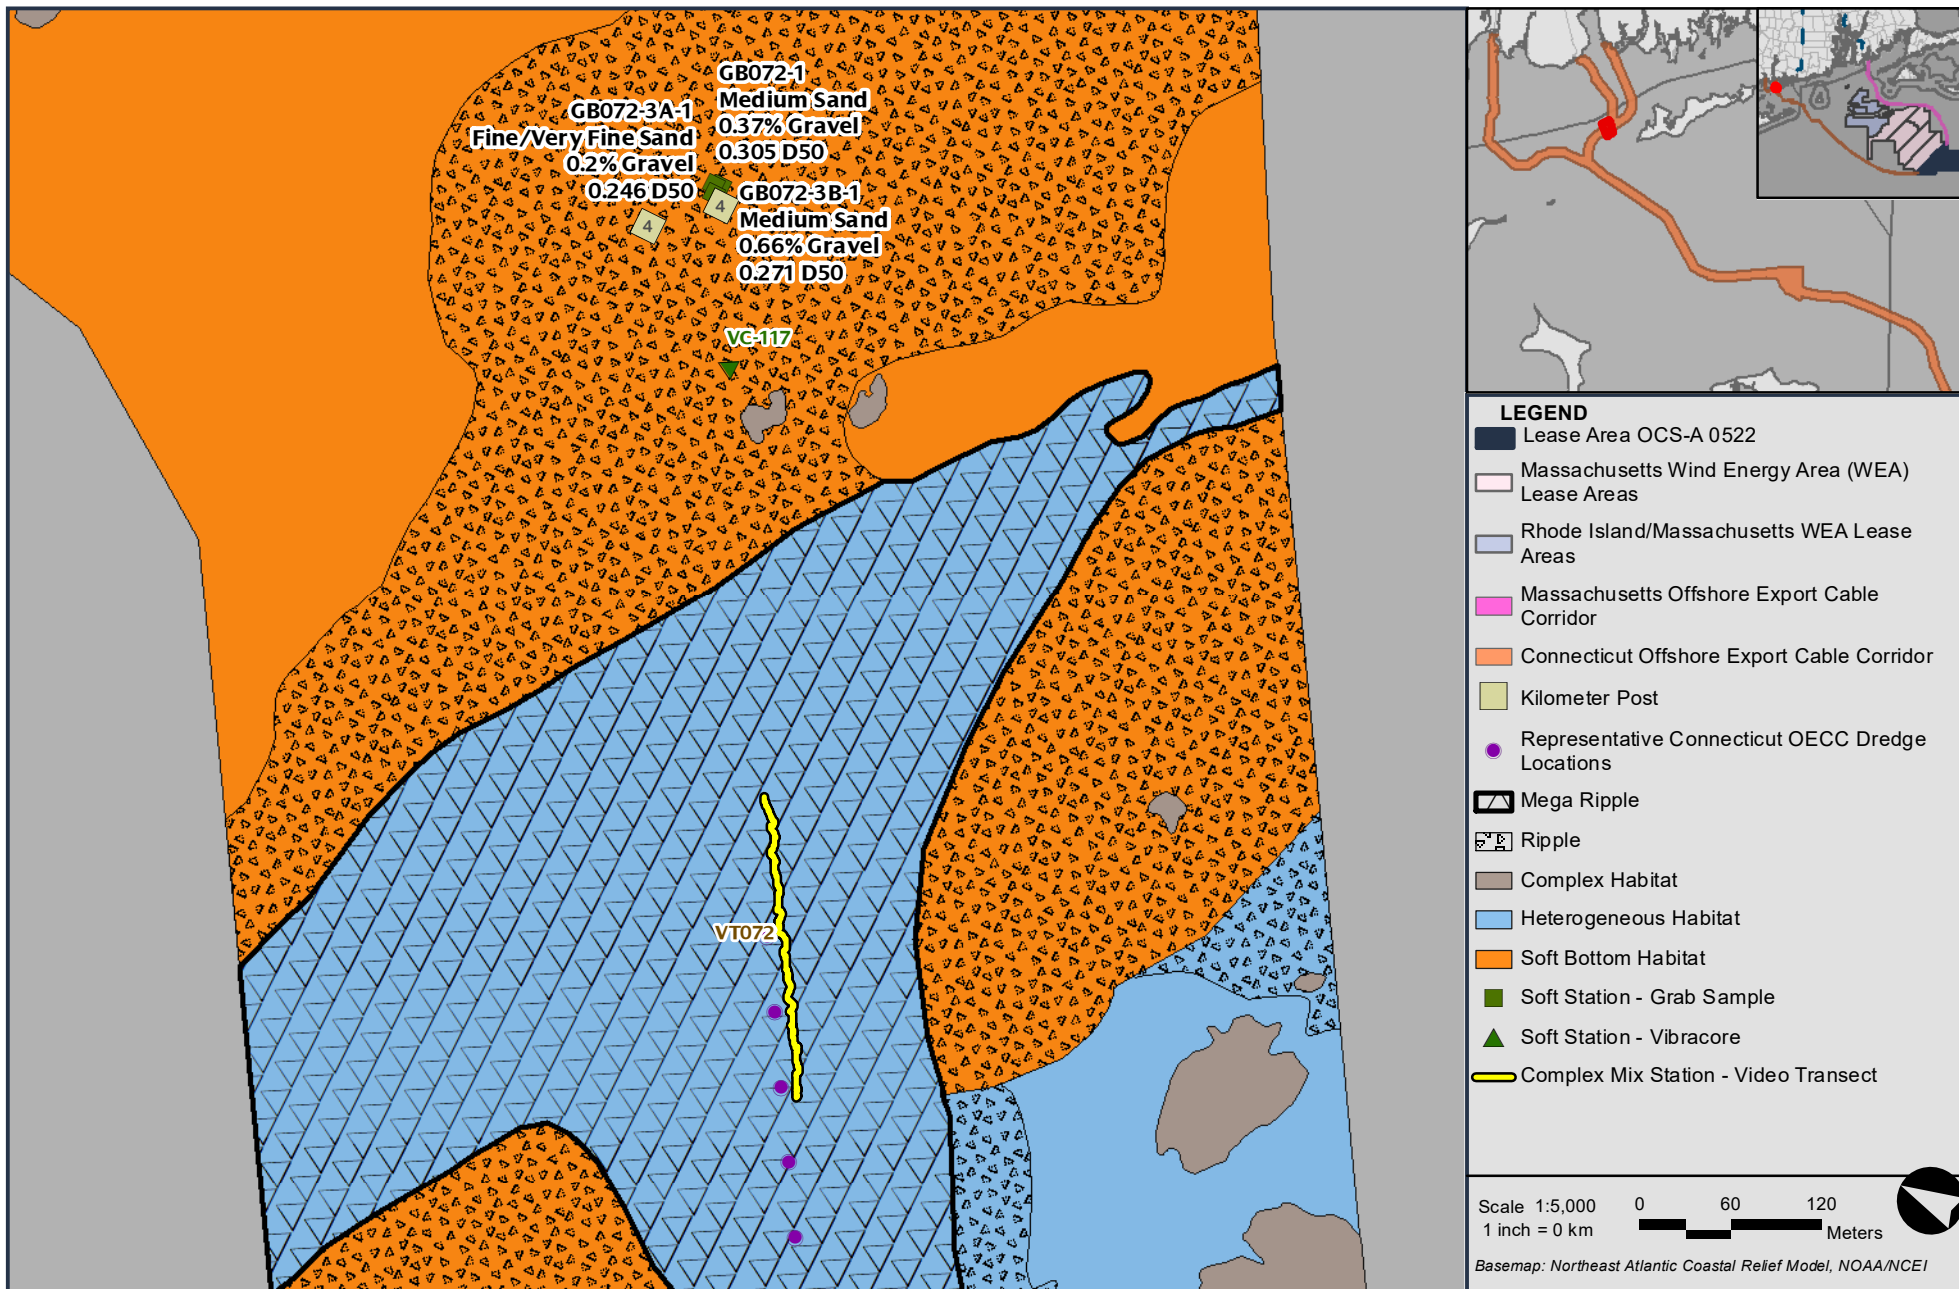 GB072-1
Medium Sand
0.37% Gravel
0.305 D50
GB072-3A-1
Fine/Very Fine Sand
0.2% Gravel
0.246 D50
GB072-3B-1
Medium Sand
0.66% Gravel
0.271 D50
4
4
VC-117
VT072
LEGEND
Lease Area OCS-A 0522
Massachusetts Wind Energy Area (WEA)
Lease Areas
Rhode Island/Massachusetts WEA Lease
Areas
Massachusetts Offshore Export Cable
Corridor
Connecticut Offshore Export Cable Corridor
Kilometer Post
Representative Connecticut OECC Dredge
Locations
Mega Ripple
Ripple
Complex Habitat
Heterogeneous Habitat
Soft Bottom Habitat
Soft Station - Grab Sample
Soft Station - Vibracore
Complex Mix Station - Video Transect
Scale 1:5,000
1 inch = 0 km
0 60 120
Meters
Basemap: Northeast Atlantic Coastal Relief Model, NOAA/NCEI